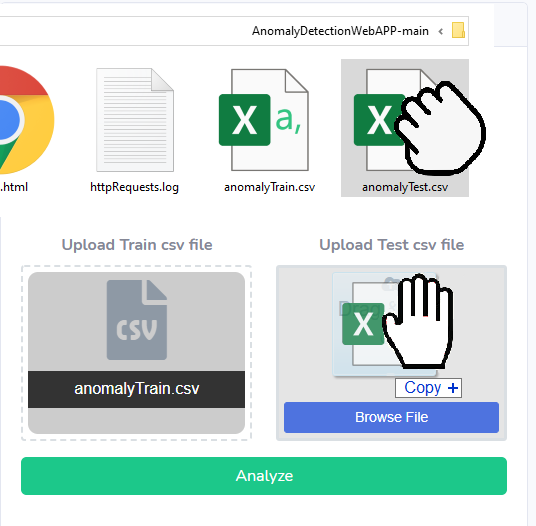 AnomalyDetectionWebAPP-main
.html
httpRequests.log
anomalyTrain.csv
anomalyTest.csv
X a,
X
Upload Train csv file
Upload Test csv file
CSV
anomalyTrain.csv
Drag
X
Copy +
Browse File
Analyze